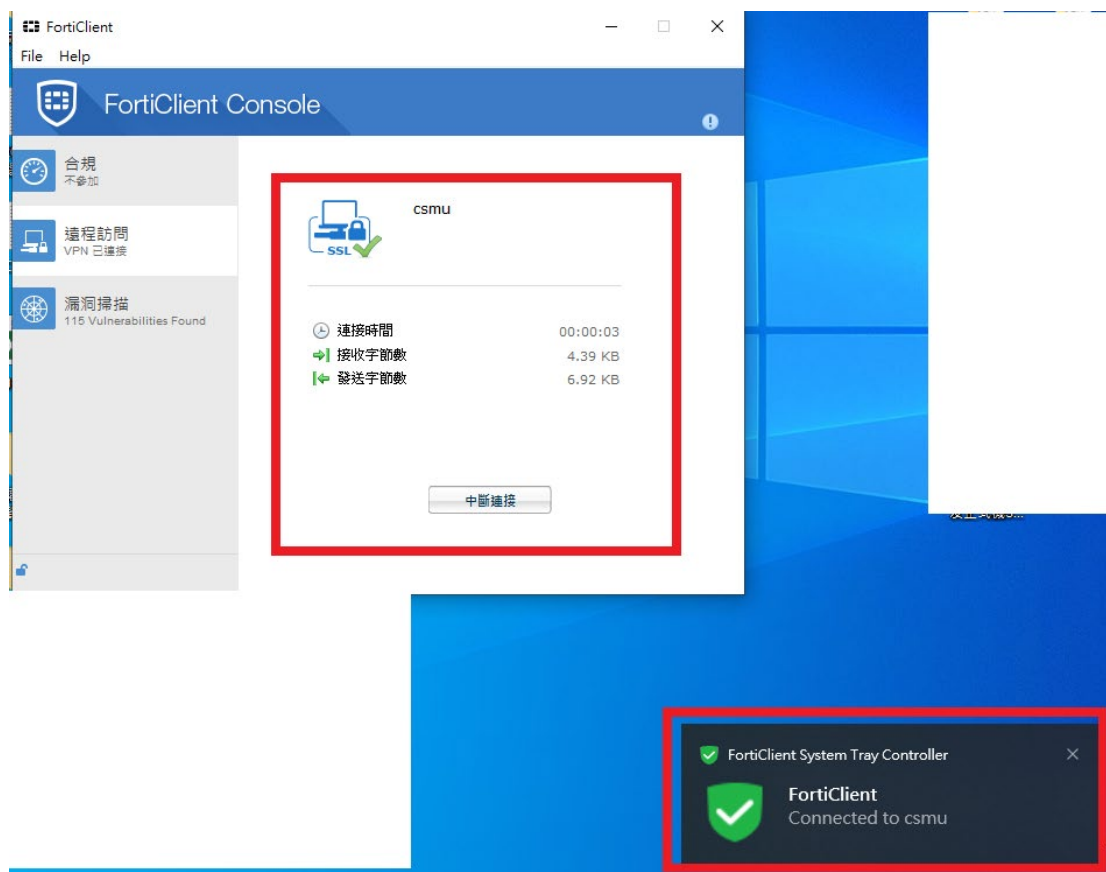 FortiClient
File Help
FortiClient Console
合規
不參加
遠程訪問
VPN 已連接
漏洞掃描
115 Vulnerabilities Found
csmu
SSL
連接時間 00:00:03
接收字節數 4.39 KB
發送字節數 6.92 KB
中斷連接
FortiClient System Tray Controller
FortiClient
Connected to csmu